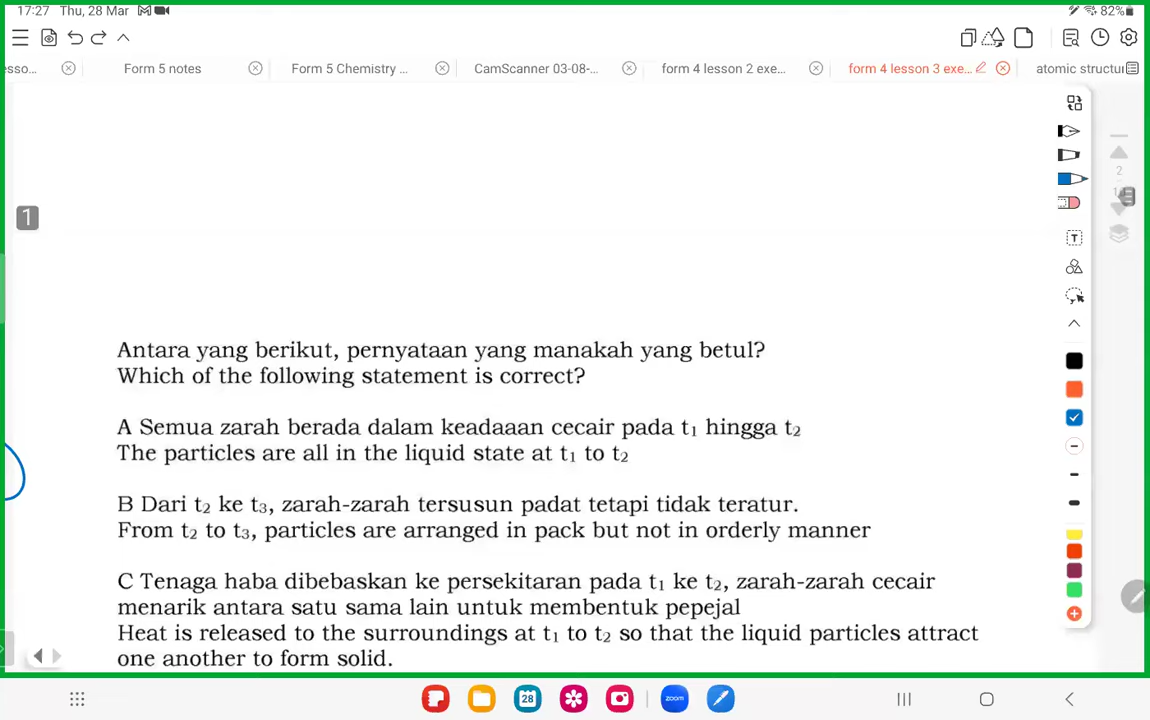 17:27 Thu, 28 Mar
82%
esso...
Form 5 notes
Form 5 Chemistry ...
CamScanner 03-08-...
form 4 lesson 2 exe...
form 4 lesson 3 exe...
atomic structu
2
1
Antara yang berikut, pernyataan yang manakah yang betul?
Which of the following statement is correct?
A Semua zarah berada dalam keadaaan cecair pada t₁ hingga t₂
The particles are all in the liquid state at t₁ to t₂
B Dari t₂ ke t₃, zarah-zarah tersusun padat tetapi tidak teratur.
From t₂ to t₃, particles are arranged in pack but not in orderly manner
C Tenaga haba dibebaskan ke persekitaran pada t₁ ke t₂, zarah-zarah cecair
menarik antara satu sama lain untuk membentuk pepejal
Heat is released to the surroundings at t₁ to t₂ so that the liquid particles attract
one another to form solid.
28
zoom